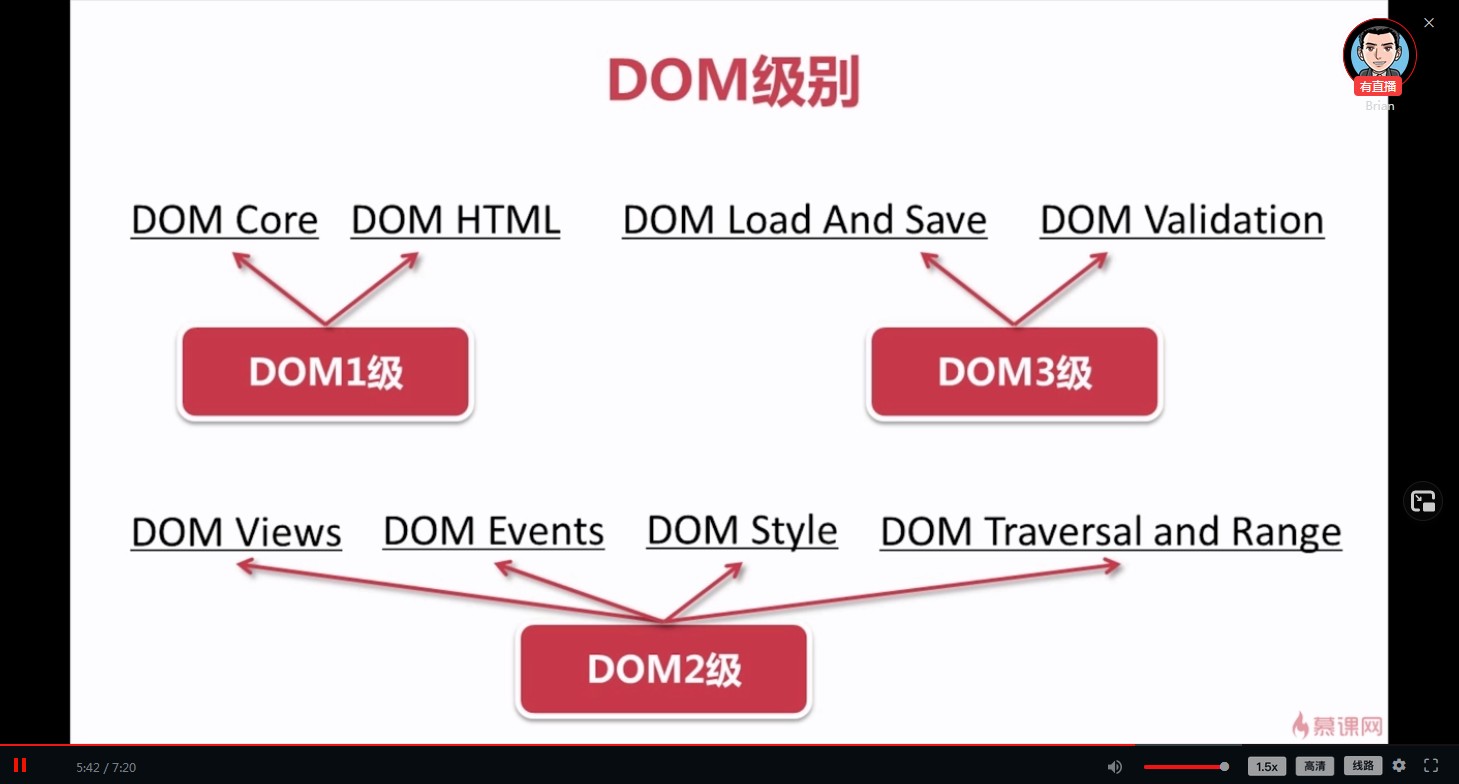 DOM级别
有直播
Brian
DOM Core DOM HTML DOM Load And Save DOM Validation
DOM1级 DOM3级
DOM Views DOM Events DOM Style DOM Traversal and Range
DOM2级
慕课网
5:42 / 7:20 1.5x 高清 线路